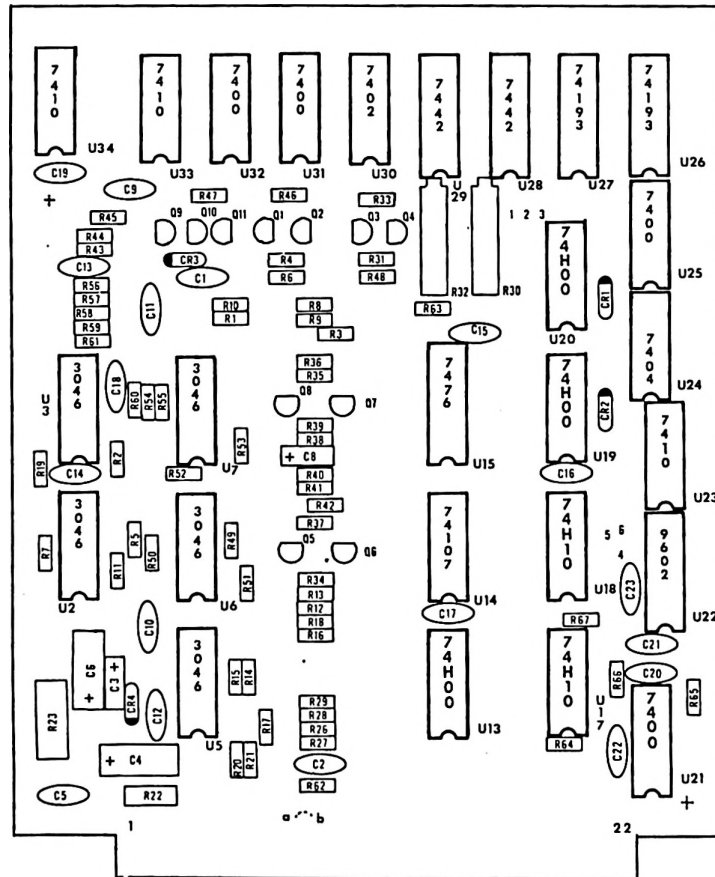 7410
7410
7400
7400
7402
7442
7442
74193
74193
U34
U33
U32
U31
U30
U
29
U28
U27
U26
C19
+
C9
R47
R46
R33
R45
Q9
Q10
Q11
Q1
Q2
Q3
Q4
1 2 3
7400
R44
R43
C13
CR3
C1
R4
R6
R31
R48
74H00
U25
R56
R57
R58
R59
R61
C11
R10
R1
R8
R9
R3
R32
R63
R30
C15
CR1
U20
7404
U
3
3046
C18
R60
R54
R55
3046
R36
R35
Q8
Q7
7476
74H00
CR2
U24
R39
R38
+
C8
R53
R19
R2
C14
R52
U7
R40
R41
R42
R37
U15
C16
U19
7410
U23
3046
R7
R5
R50
R11
3046
R49
R51
Q5
Q6
74107
74H10
5
6
4
9602
U2
U6
R34
R13
R12
R18
R16
U14
C17
U18
C23
U22
R67
C10
C6
+
C3
+
CR4
C12
3046
R15
R14
74H00
74H10
C21
C20
R66
R65
R23
U5
R17
R29
R28
R26
R27
U13
U17
7400
+
C4
R20
R21
C2
R64
C22
U21
C5
R22
R62
+
1
a
b
22